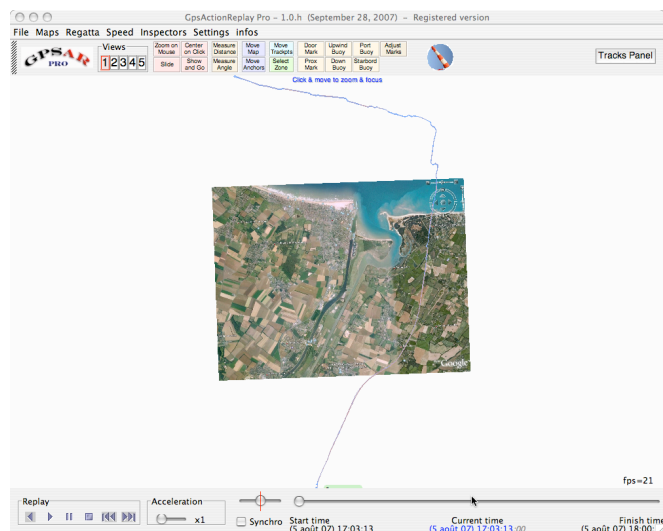 GpsActionReplay Pro - 1.0.h (September 28, 2007) - Registered version
File Maps Regatta Speed Inspectors Settings infos
GPSAR PRO
Views
1 2 3 4 5
Zoom on Mouse
Center on Click
Measure Distance
Move Map
Move Trackpts
Door Mark
Upwind Buoy
Port Buoy
Adjust Marks
Slide
Show and Go
Measure Angle
Move Anchors
Select Zone
Prox Mark
Down Buoy
Starbord Buoy
Tracks Panel
Click & move to zoom & focus
Google
fps=21
Replay
Acceleration
x1
Synchro
Start time
(5 août 07) 17:03:13
Current time
(5 août 07) 17:03:13:00
Finish time
(5 août 07) 18:00: